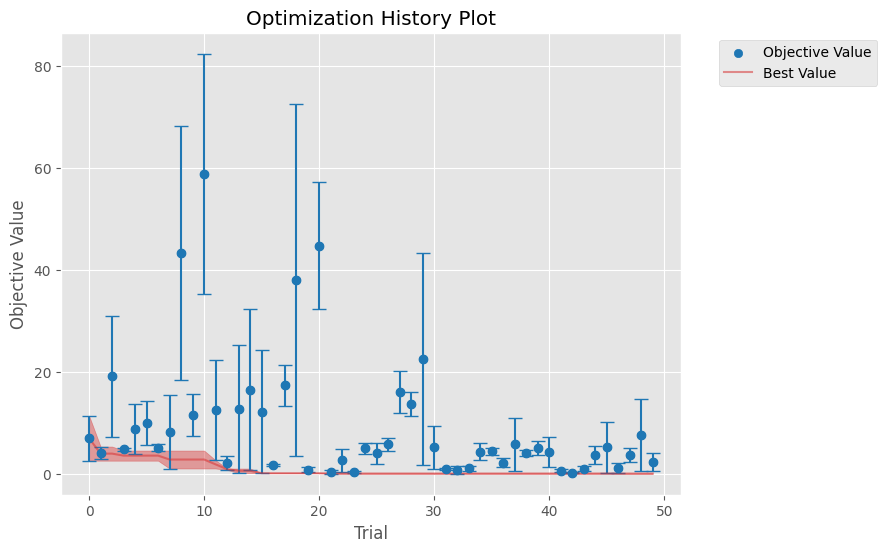 Optimization History Plot
Objective Value
Best Value
Objective Value
80
60
40
20
0
0 10 20 30 40 50
Trial